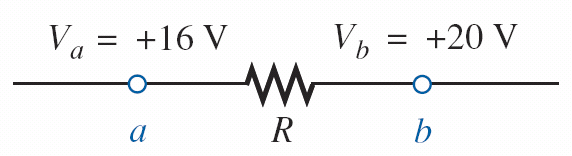 Va = +16 V Vb = +20 V
a R b